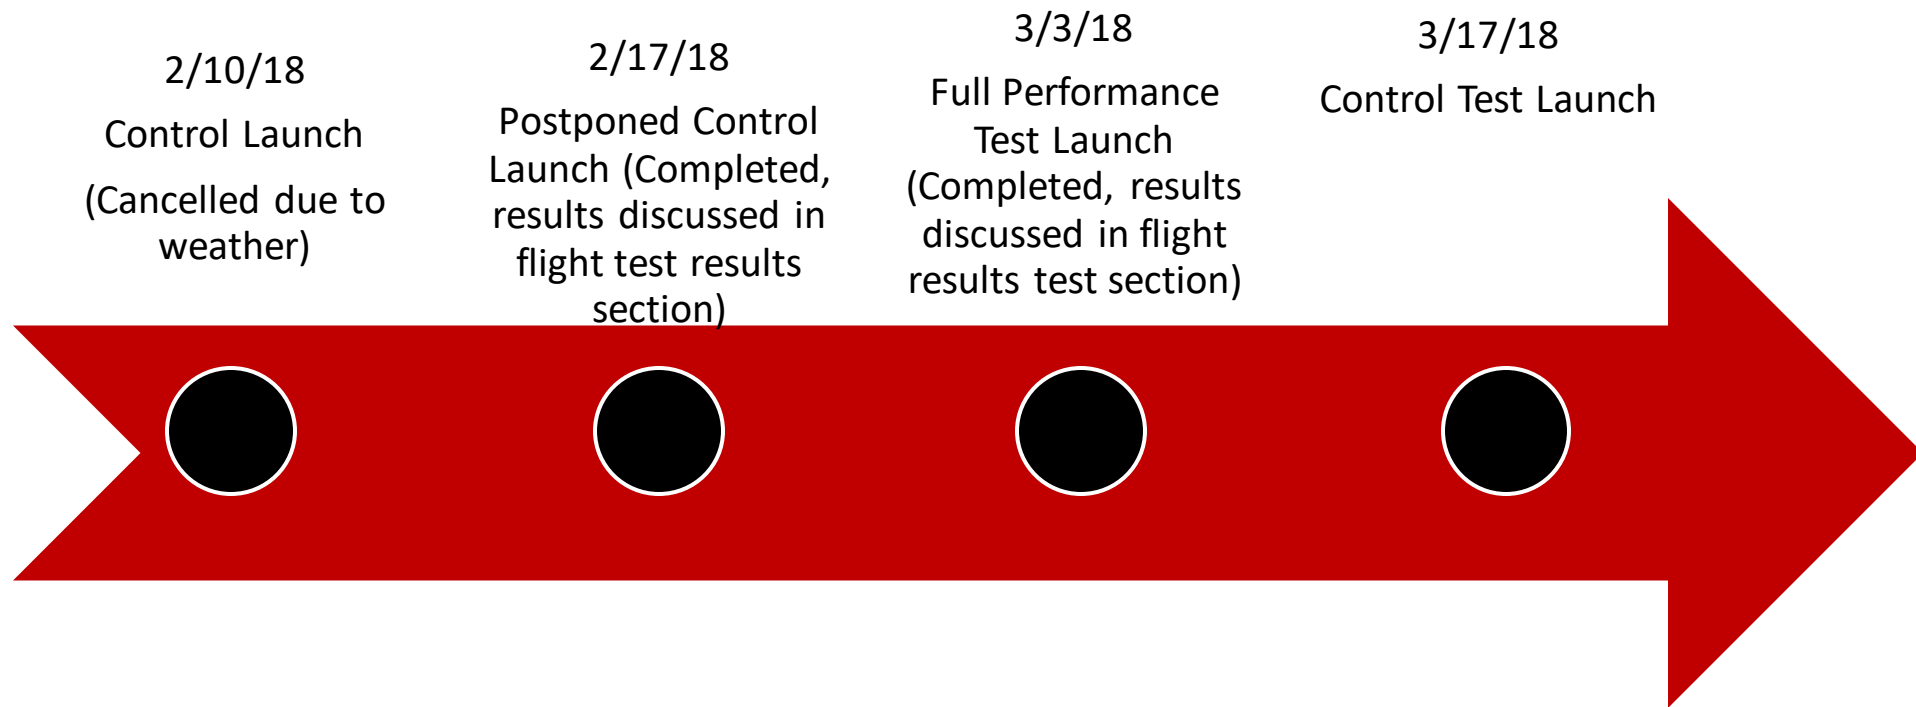 2/10/18
Control Launch
(Cancelled due to
weather)
2/17/18
Postponed Control
Launch (Completed,
results discussed in
flight test results
section)
3/3/18
Full Performance
Test Launch
(Completed, results
discussed in flight
results test section)
3/17/18
Control Test Launch